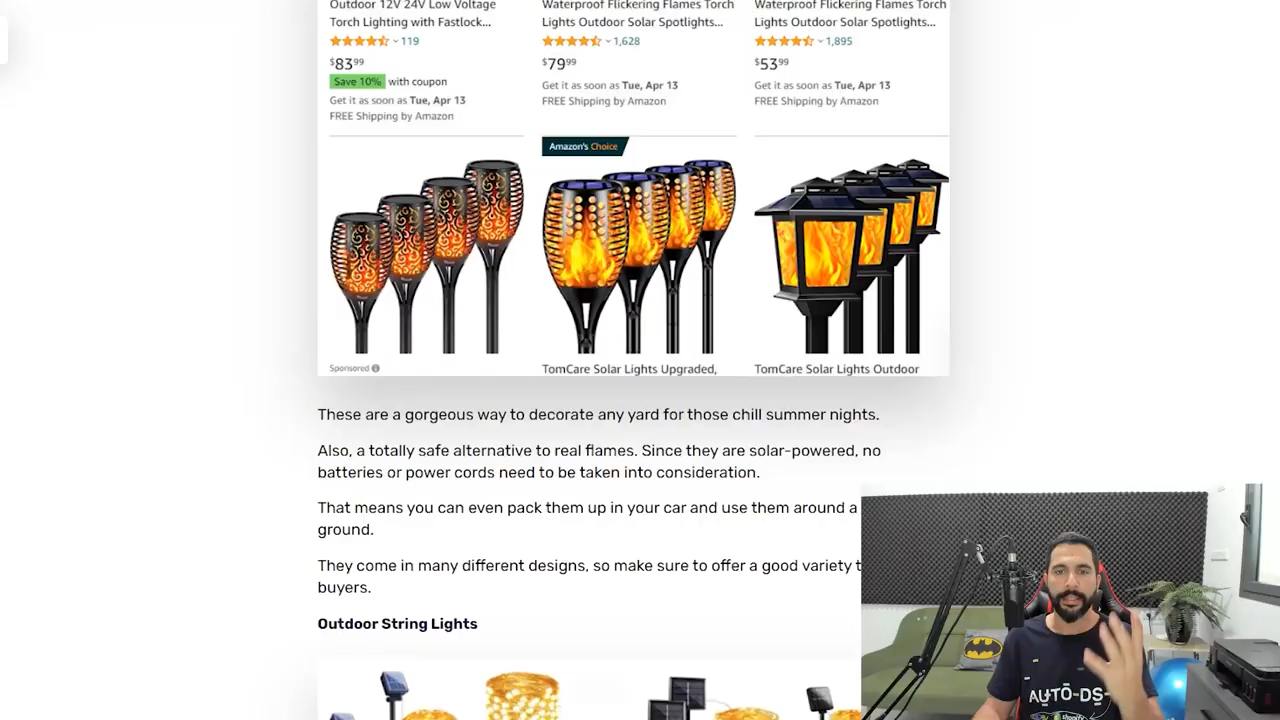 Outdoor 12V 24V Low Voltage
Torch Lighting with Fastlock...
119
$83.99
Save 10% with coupon
Get it as soon as Tue, Apr 13
FREE Shipping by Amazon
Waterproof Flickering Flames Torch
Lights Outdoor Solar Spotlights...
1,628
$79.99
Get it as soon as Tue, Apr 13
FREE Shipping by Amazon
Waterproof Flickering Flames Torch
Lights Outdoor Solar Spotlights...
1,895
$53.99
Get it as soon as Tue, Apr 13
FREE Shipping by Amazon
Amazon's Choice
Sponsored
TomCare Solar Lights Upgraded,
TomCare Solar Lights Outdoor
These are a gorgeous way to decorate any yard for those chill summer nights.
Also, a totally safe alternative to real flames. Since they are solar-powered, no
batteries or power cords need to be taken into consideration.
That means you can even pack them up in your car and use them around a
ground.
They come in many different designs, so make sure to offer a good variety
buyers.
Outdoor String Lights
AUTO-DS
shopify